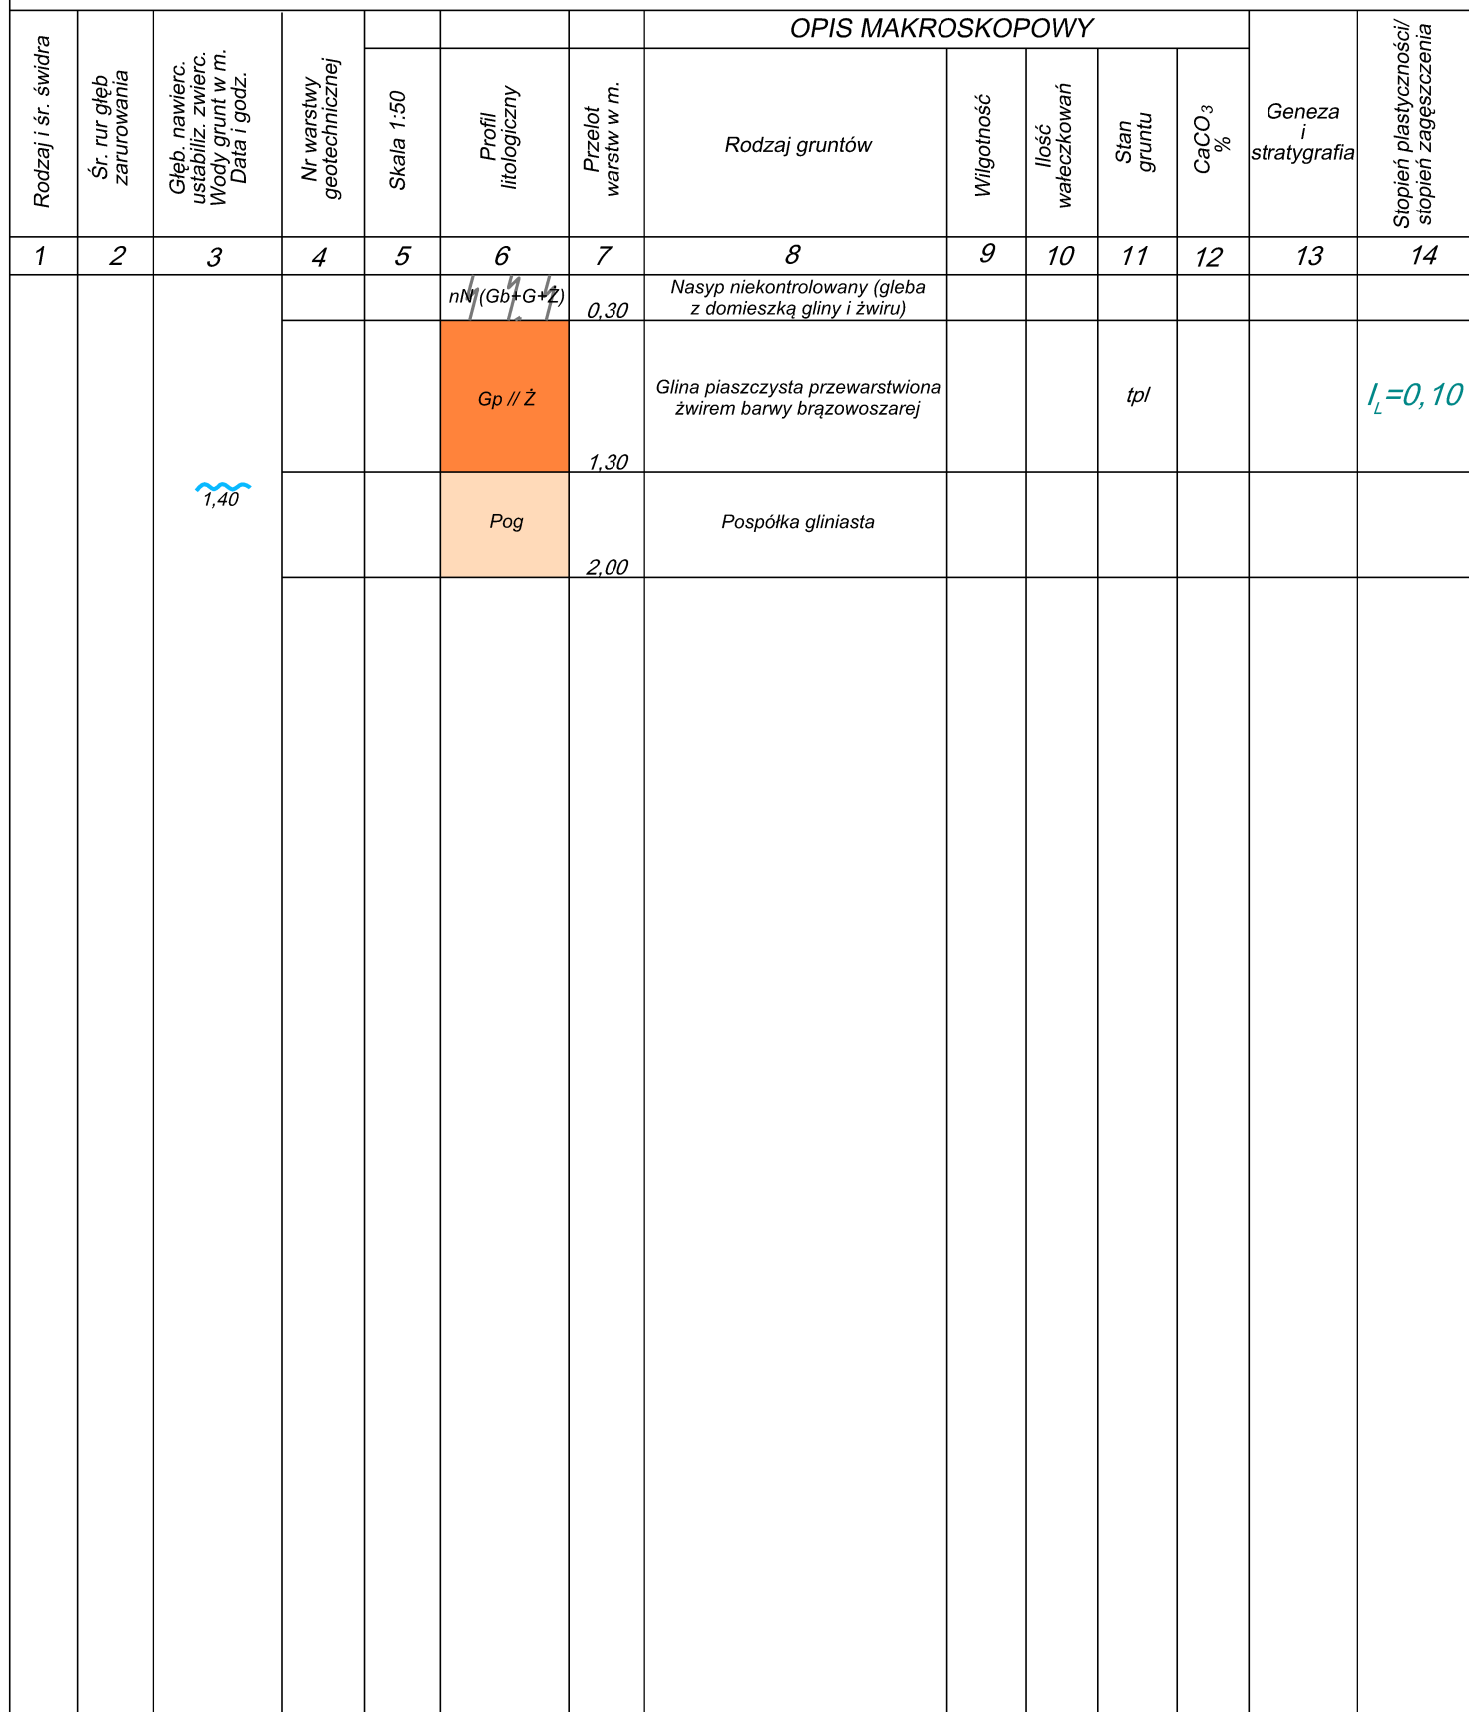 OPIS MAKROSKOPOWY
Rodzaj i śr. świdra
Śr. rur głęb
zarurowania
Głęb. nawierc.
ustabiliz. zwierc.
Wody grunt w m.
Data i godz.
Nr warstwy
geotechnicznej
Skala 1:50
Profil
litologiczny
Przelot
warstw w m.
Rodzaj gruntów
Wilgotność
Ilość
wałeczkowań
Stan
gruntu
CaCO3
%
Geneza
i
stratygrafia
Stopień plastyczności/
stopień zagęszczenia
1 2 3 4 5 6 7 8 9 10 11 12 13 14
nN (Gb+G+Ż)
0,30
Nasyp niekontrolowany (gleba
z domieszką gliny i żwiru)
Gp // Ż
1,30
Glina piaszczysta przewarstwiona
żwirem barwy brązowoszarej
tpl
IL=0,10
1,40
Pog
2,00
Pospółka gliniasta